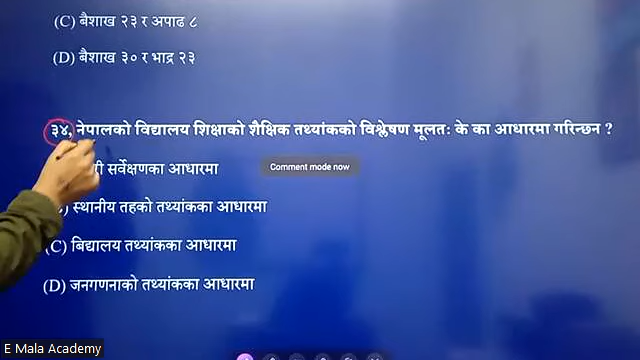 (C) बैशाख २३ र अषाढ ८
(D) बैशाख ३० र भाद्र २३
३४, नेपालको विद्यालय शिक्षाको शैक्षिक तथ्यांकको विश्लेषण मूलतः के का आधारमा गरिन्छन ?
सर्वेक्षणका आधारमा
) स्थानीय तहको तथ्यांकका आधारमा
Comment mode now
(C) बिद्यालय तथ्यांकका आधारमा
(D) जनगणनाको तथ्यांकका आधारमा
E Mala Academy